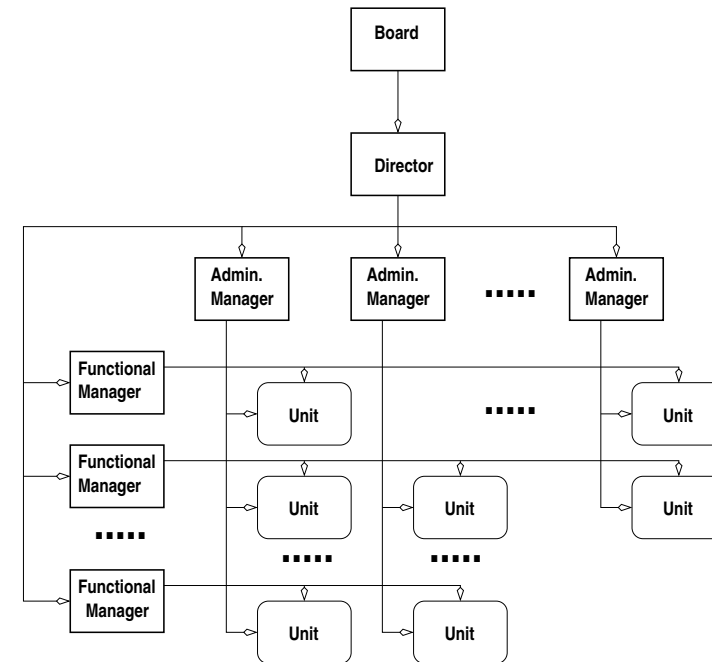 Board
Director
Admin.
Manager
Admin.
Manager
Admin.
Manager
Functional
Manager
Unit
Unit
Functional
Manager
Unit
Unit
Unit
Functional
Manager
Unit
Unit